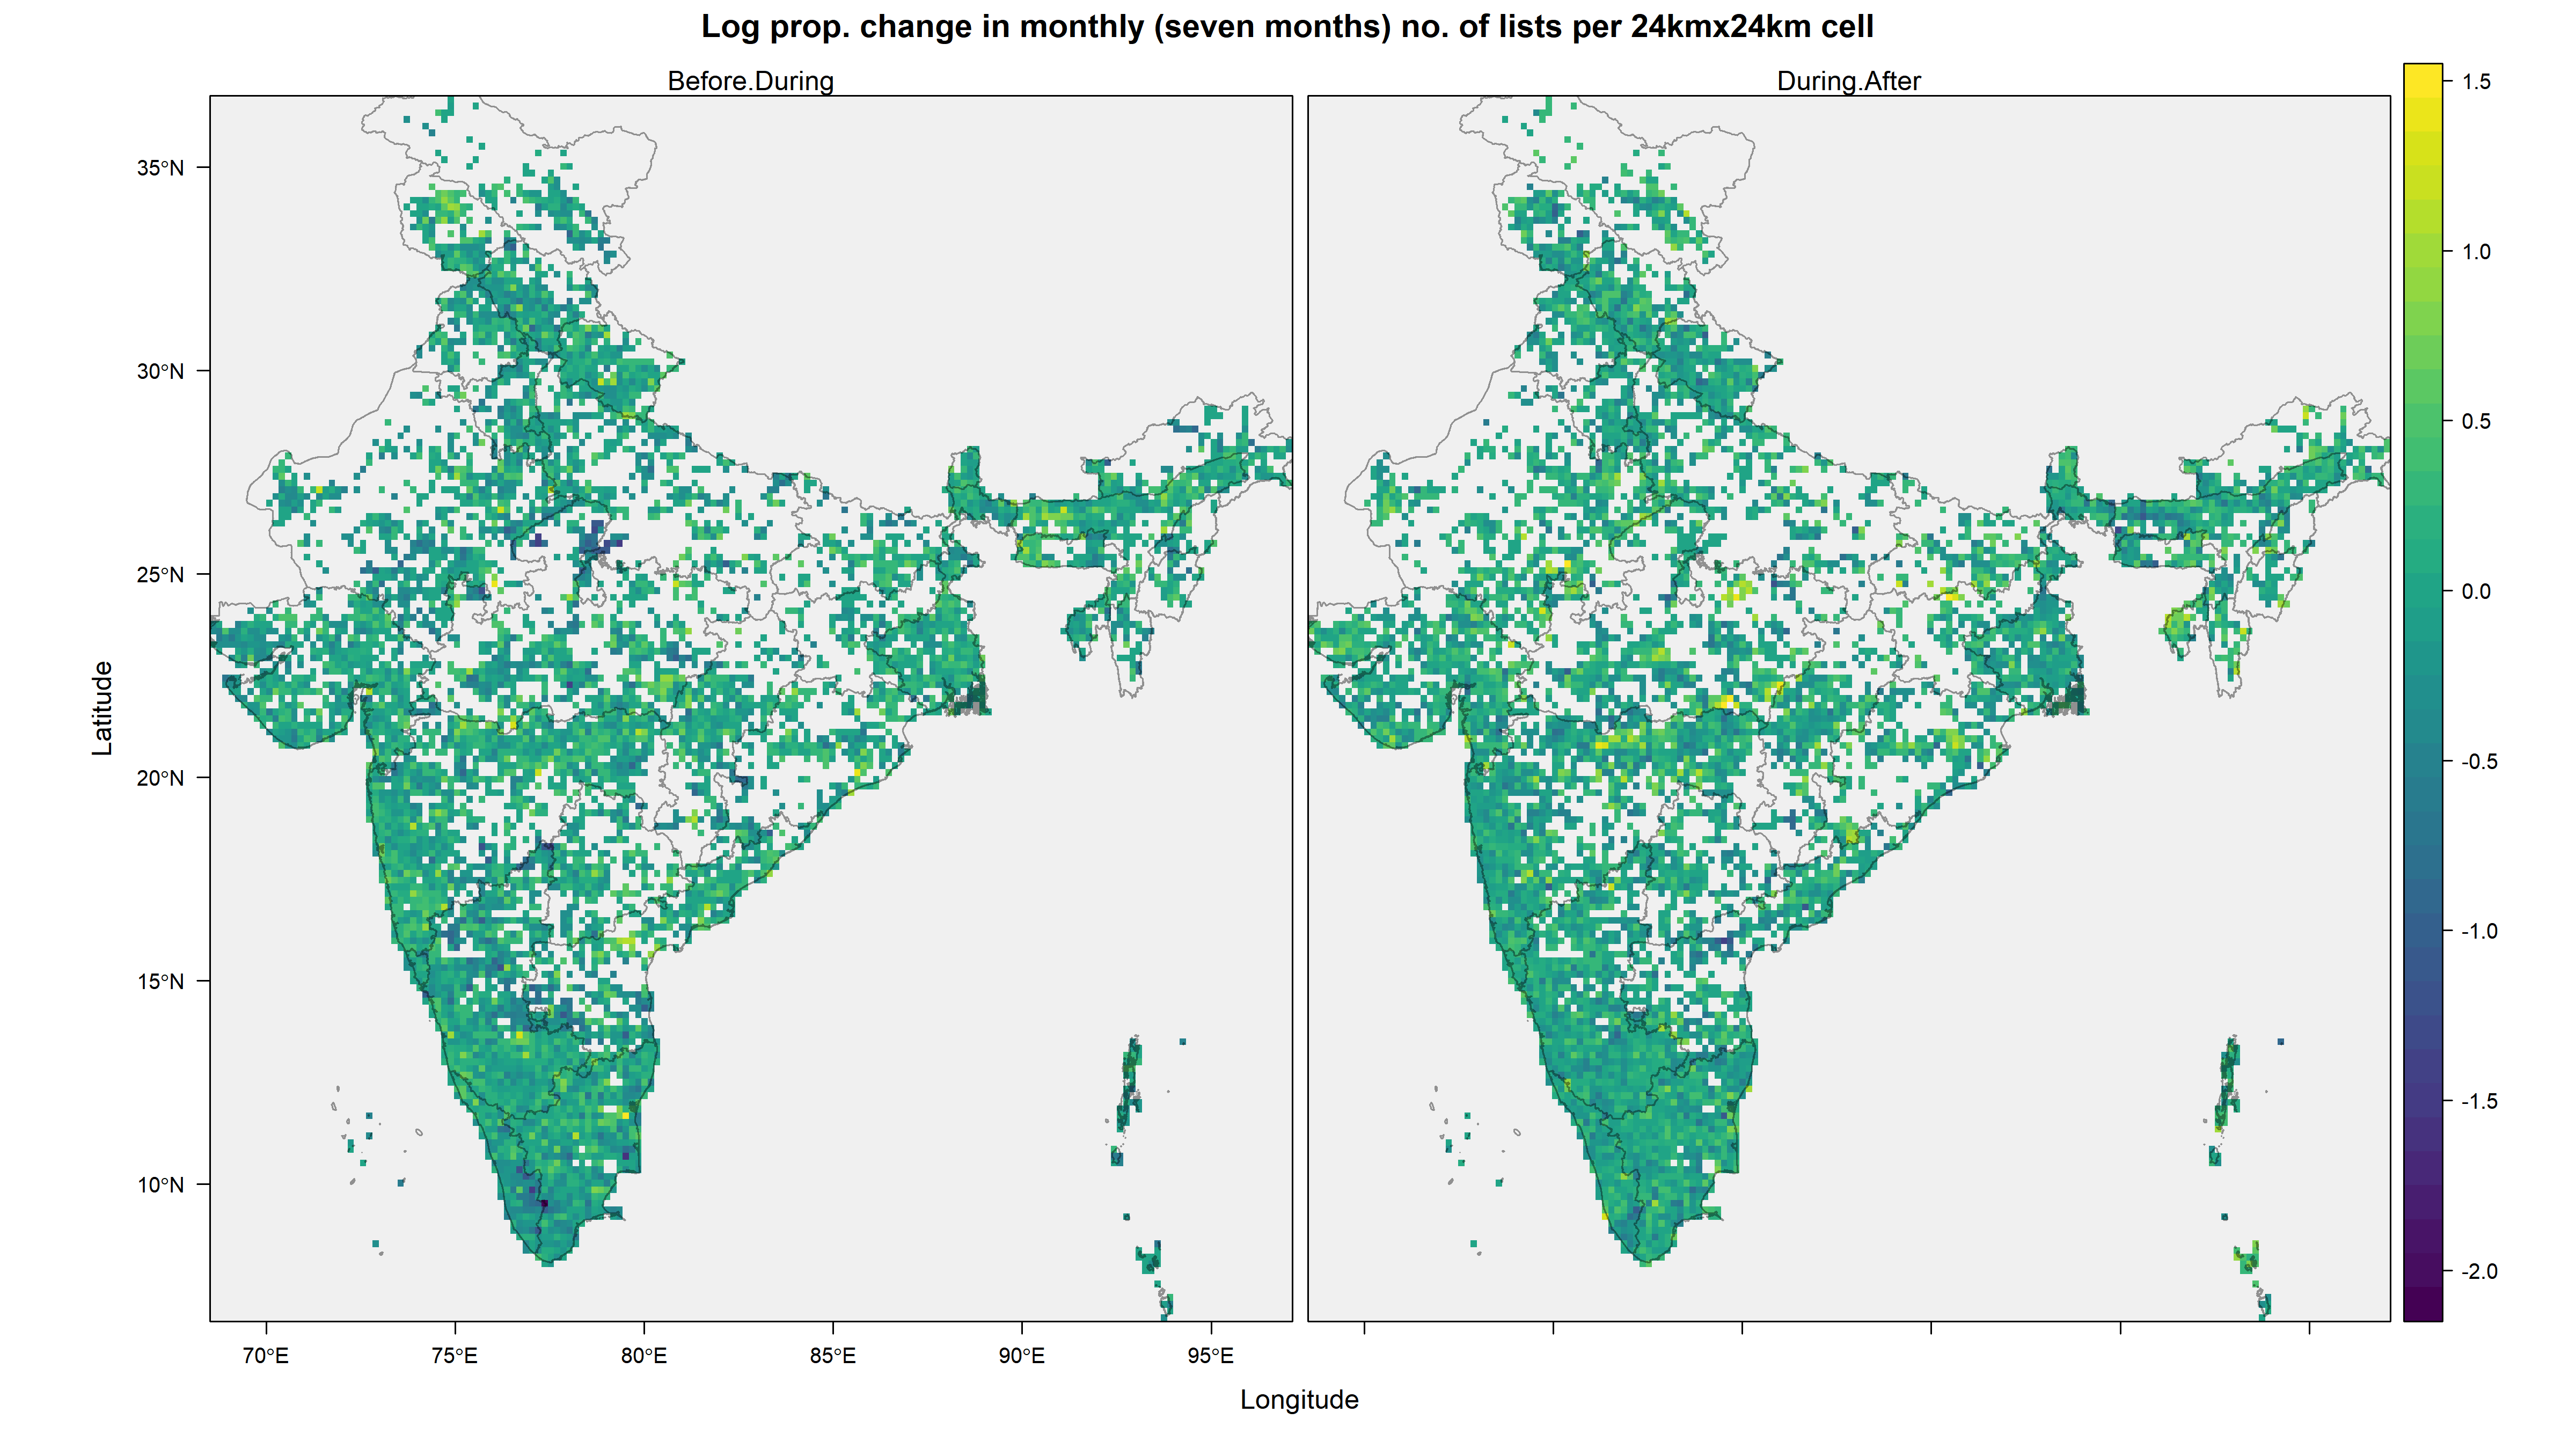 Log prop. change in monthly (seven months) no. of lists per 24kmx24km cell
Before.During
During.After
1.5
1.0
0.5
0.0
-0.5
-1.0
-1.5
-2.0
Latitude
35°N
30°N
25°N
20°N
15°N
10°N
70°E
75°E
80°E
85°E
90°E
95°E
Longitude